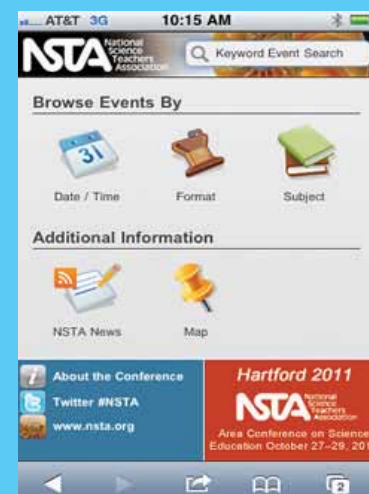 AT&T 3G 10:15 AM
NSTA National
Science
Teachers
Association
Keyword Event Search
Browse Events By
31
Date / Time Format Subject
Additional Information
NSTA News Map
About the Conference
Twitter #NSTA
www.nsta.org
Hartford 2011
NSTA National
Science
Teachers
Association
Area Conference on Science
Education October 27–29, 201
2